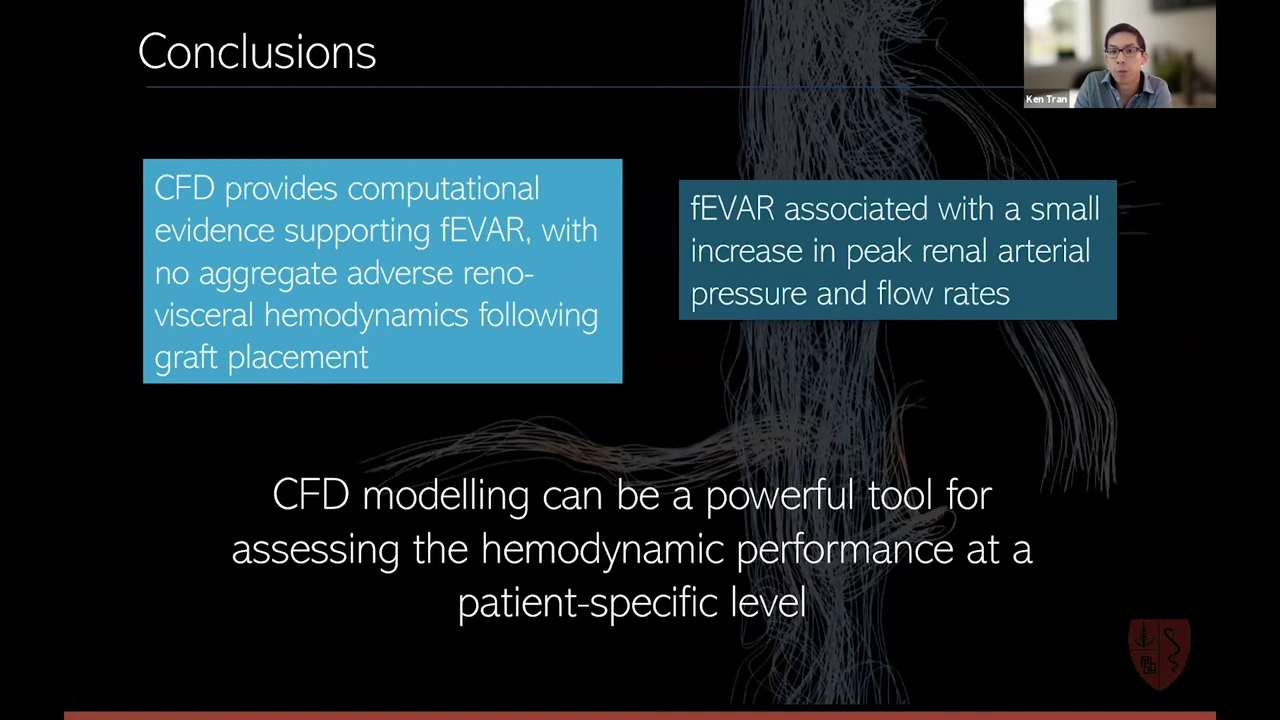 Conclusions
Ken Tran
CFD provides computational
evidence supporting fEVAR, with
no aggregate adverse reno-
visceral hemodynamics following
graft placement
fEVAR associated with a small
increase in peak renal arterial
pressure and flow rates
CFD modelling can be a powerful tool for
assessing the hemodynamic performance at a
patient-specific level